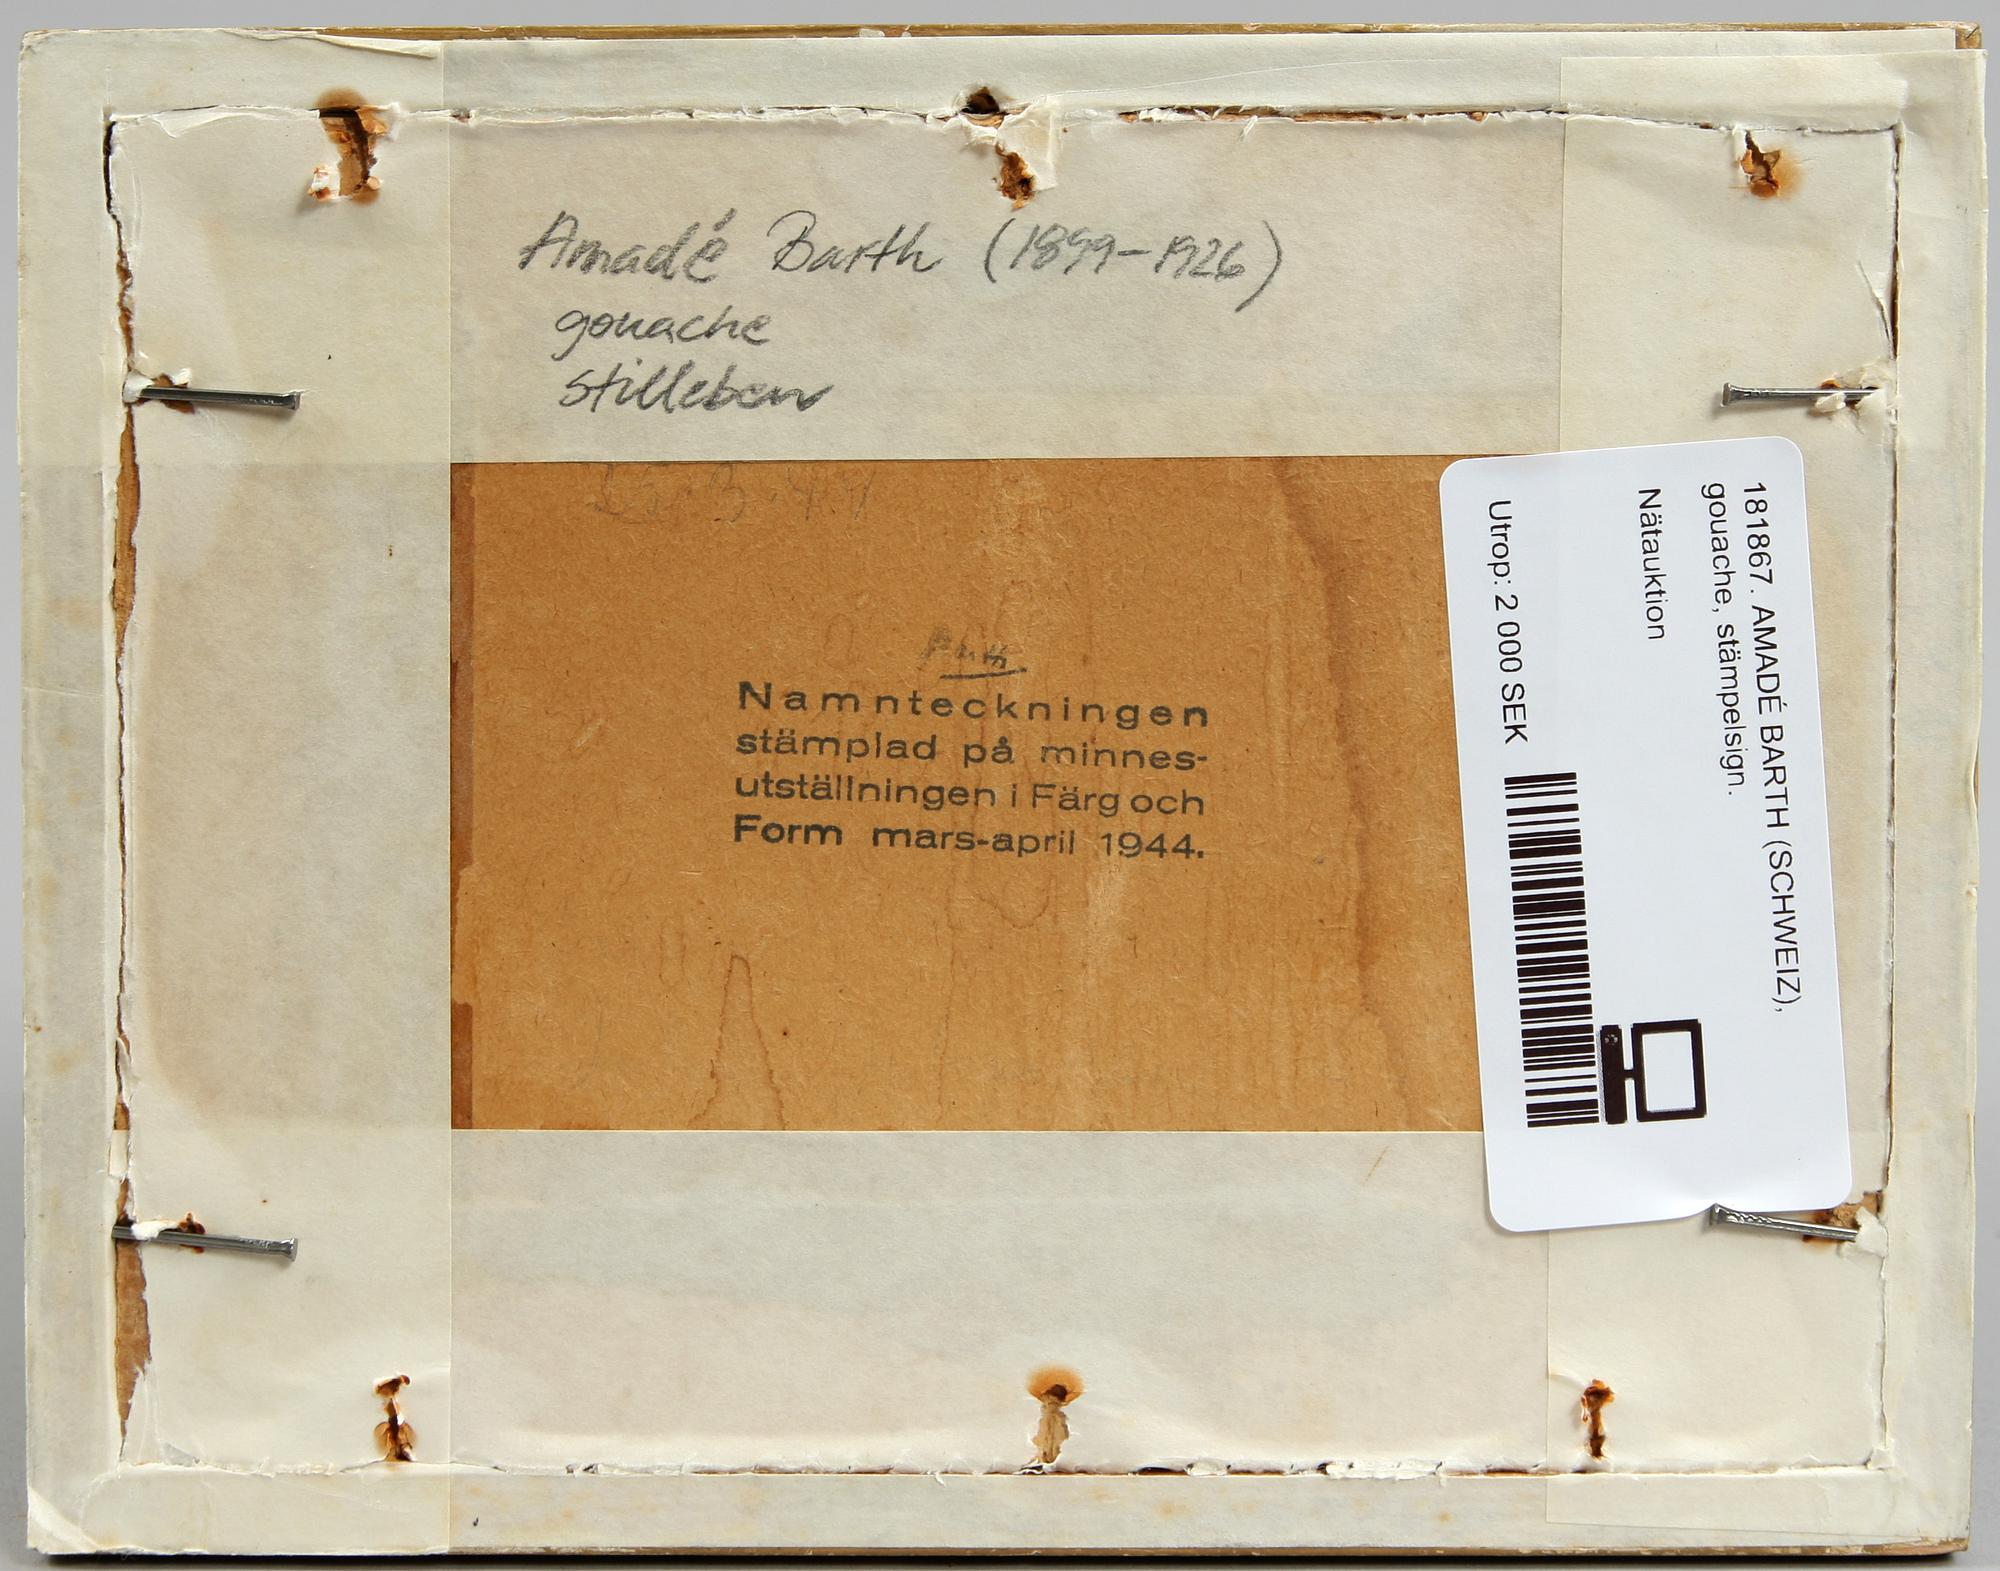 Amadé Barth (1899-1926)
gouache
stilleben
Barth
Namnteckningen
stämplad på minnes-
utställningen i Färg och
Form mars-april 1944.
181867. AMADÉ BARTH (SCHWEIZ),
gouache, stämpelsign.
Nätauktion
Utrop: 2 000 SEK